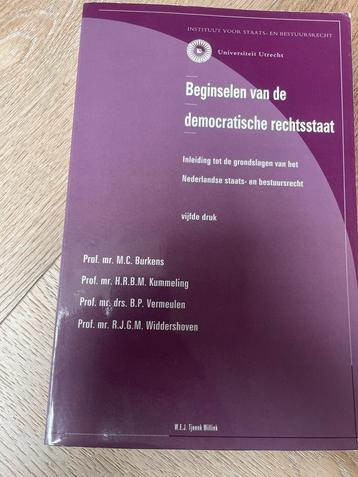 INSTITUUT VOOR STAATS- EN BESTUURSRECHT
Universiteit Utrecht
Beginselen van de
democratische rechtsstaat
Inleiding tot de grondslagen van het
Nederlandse staats- en bestuursrecht
vijfde druk
Prof. mr. M.C. Burkens
Prof. mr. H.R.B.M. Kummeling
Prof. mr. drs. B.P. Vermeulen
Prof. mr. R.J.G.M. Widdershoven
W.E.J. Tjeenk Willink